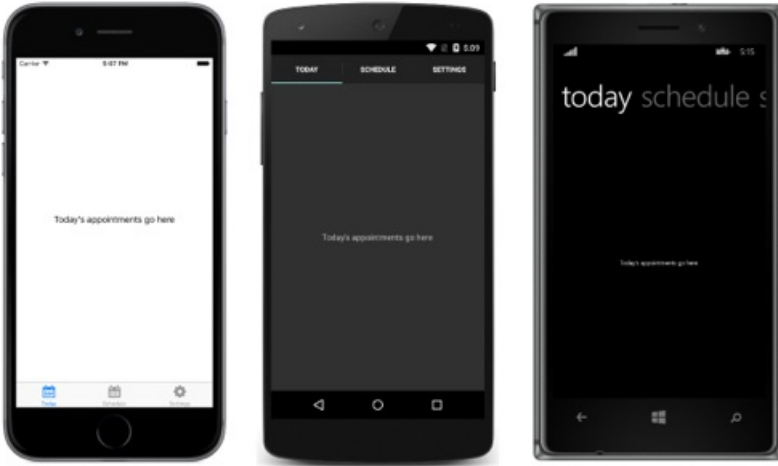 Carrier 5:07 PM
Today's appointments go here
Today Schedule Settings
5:09
TODAY SCHEDULE SETTINGS
Today's appointments go here
5:15
today schedule s
Today's appointments go here